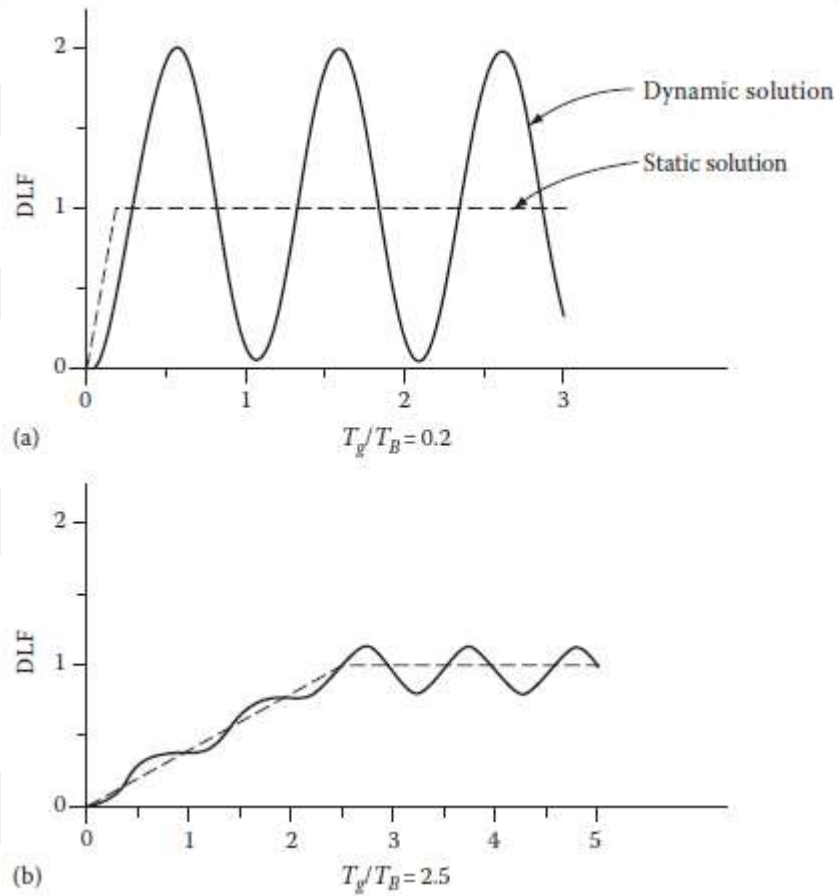 2
Dynamic solution
Static solution
DLF
1
0
0
1
2
3
(a)
T_g/T_B = 0.2
2
DLF
1
0
0
1
2
3
4
5
(b)
T_g/T_B = 2.5